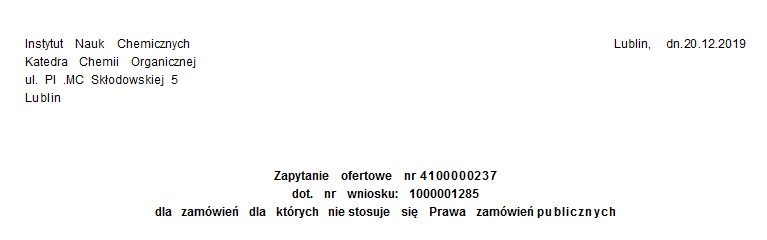 Instytut Nauk Chemicznych
Lublin, dn.20.12.2019
Katedra Chemii Organicznej
ul. Pl .MC Skłodowskiej 5
Lublin
Zapytanie ofertowe nr 4100000237
dot. nr wniosku: 1000001285
dla zamówień dla których nie stosuje się Prawa zamówień publicznych